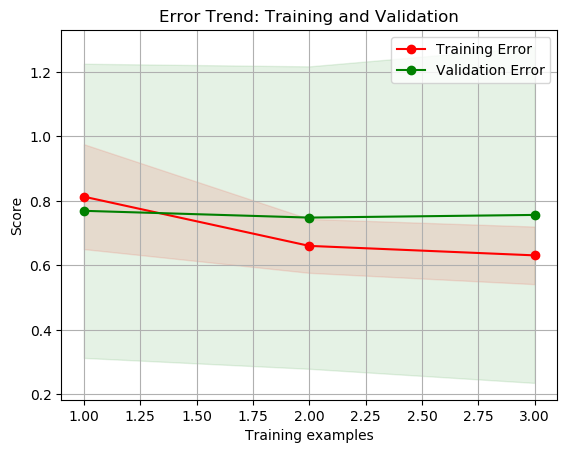 Error Trend: Training and Validation
Training Error
Validation Error
1.2
1.0
0.8
0.6
0.4
0.2
Score
1.00 1.25 1.50 1.75 2.00 2.25 2.50 2.75 3.00
Training examples